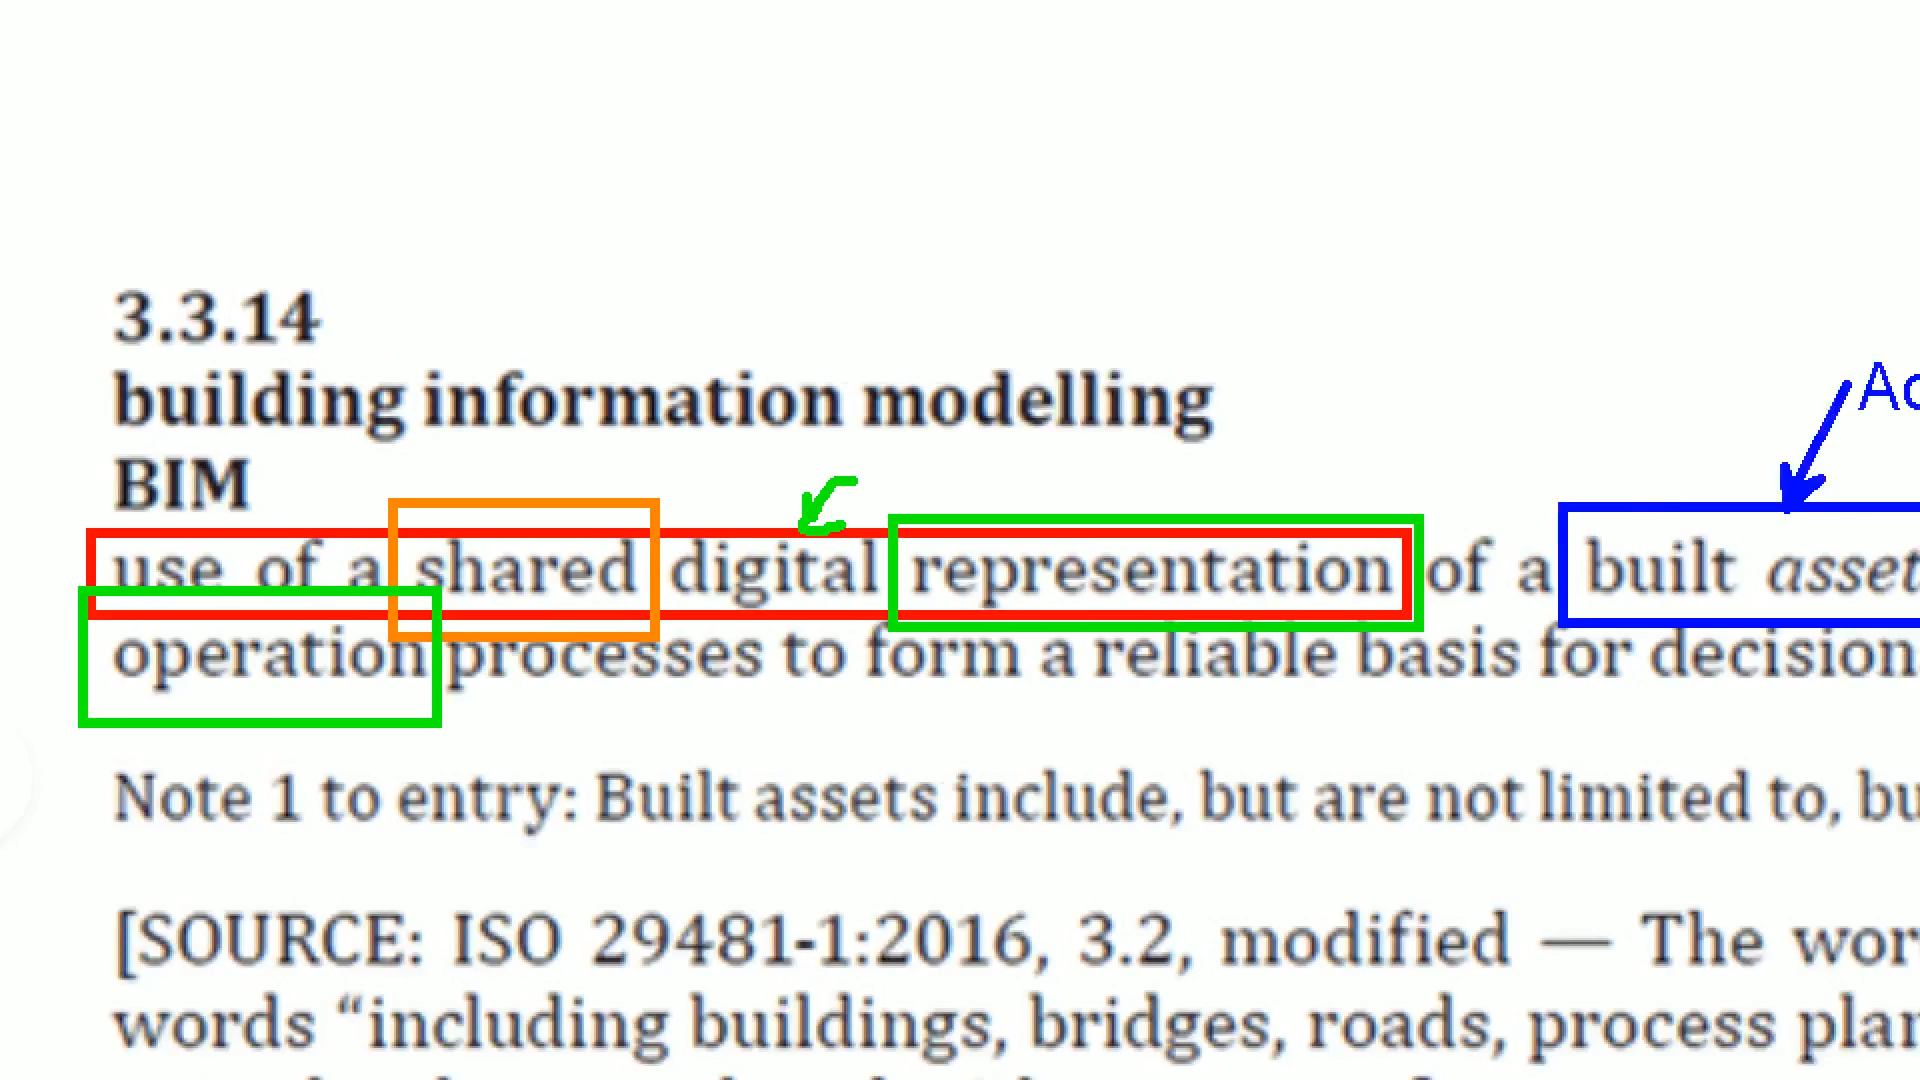 3.3.14
building information modelling
Ac
BIM
use of a shared digital representation of a built asset
operation processes to form a reliable basis for decision
Note 1 to entry: Built assets include, but are not limited to, bu
[SOURCE: ISO 29481-1:2016, 3.2, modified — The wor
words “including buildings, bridges, roads, process plan